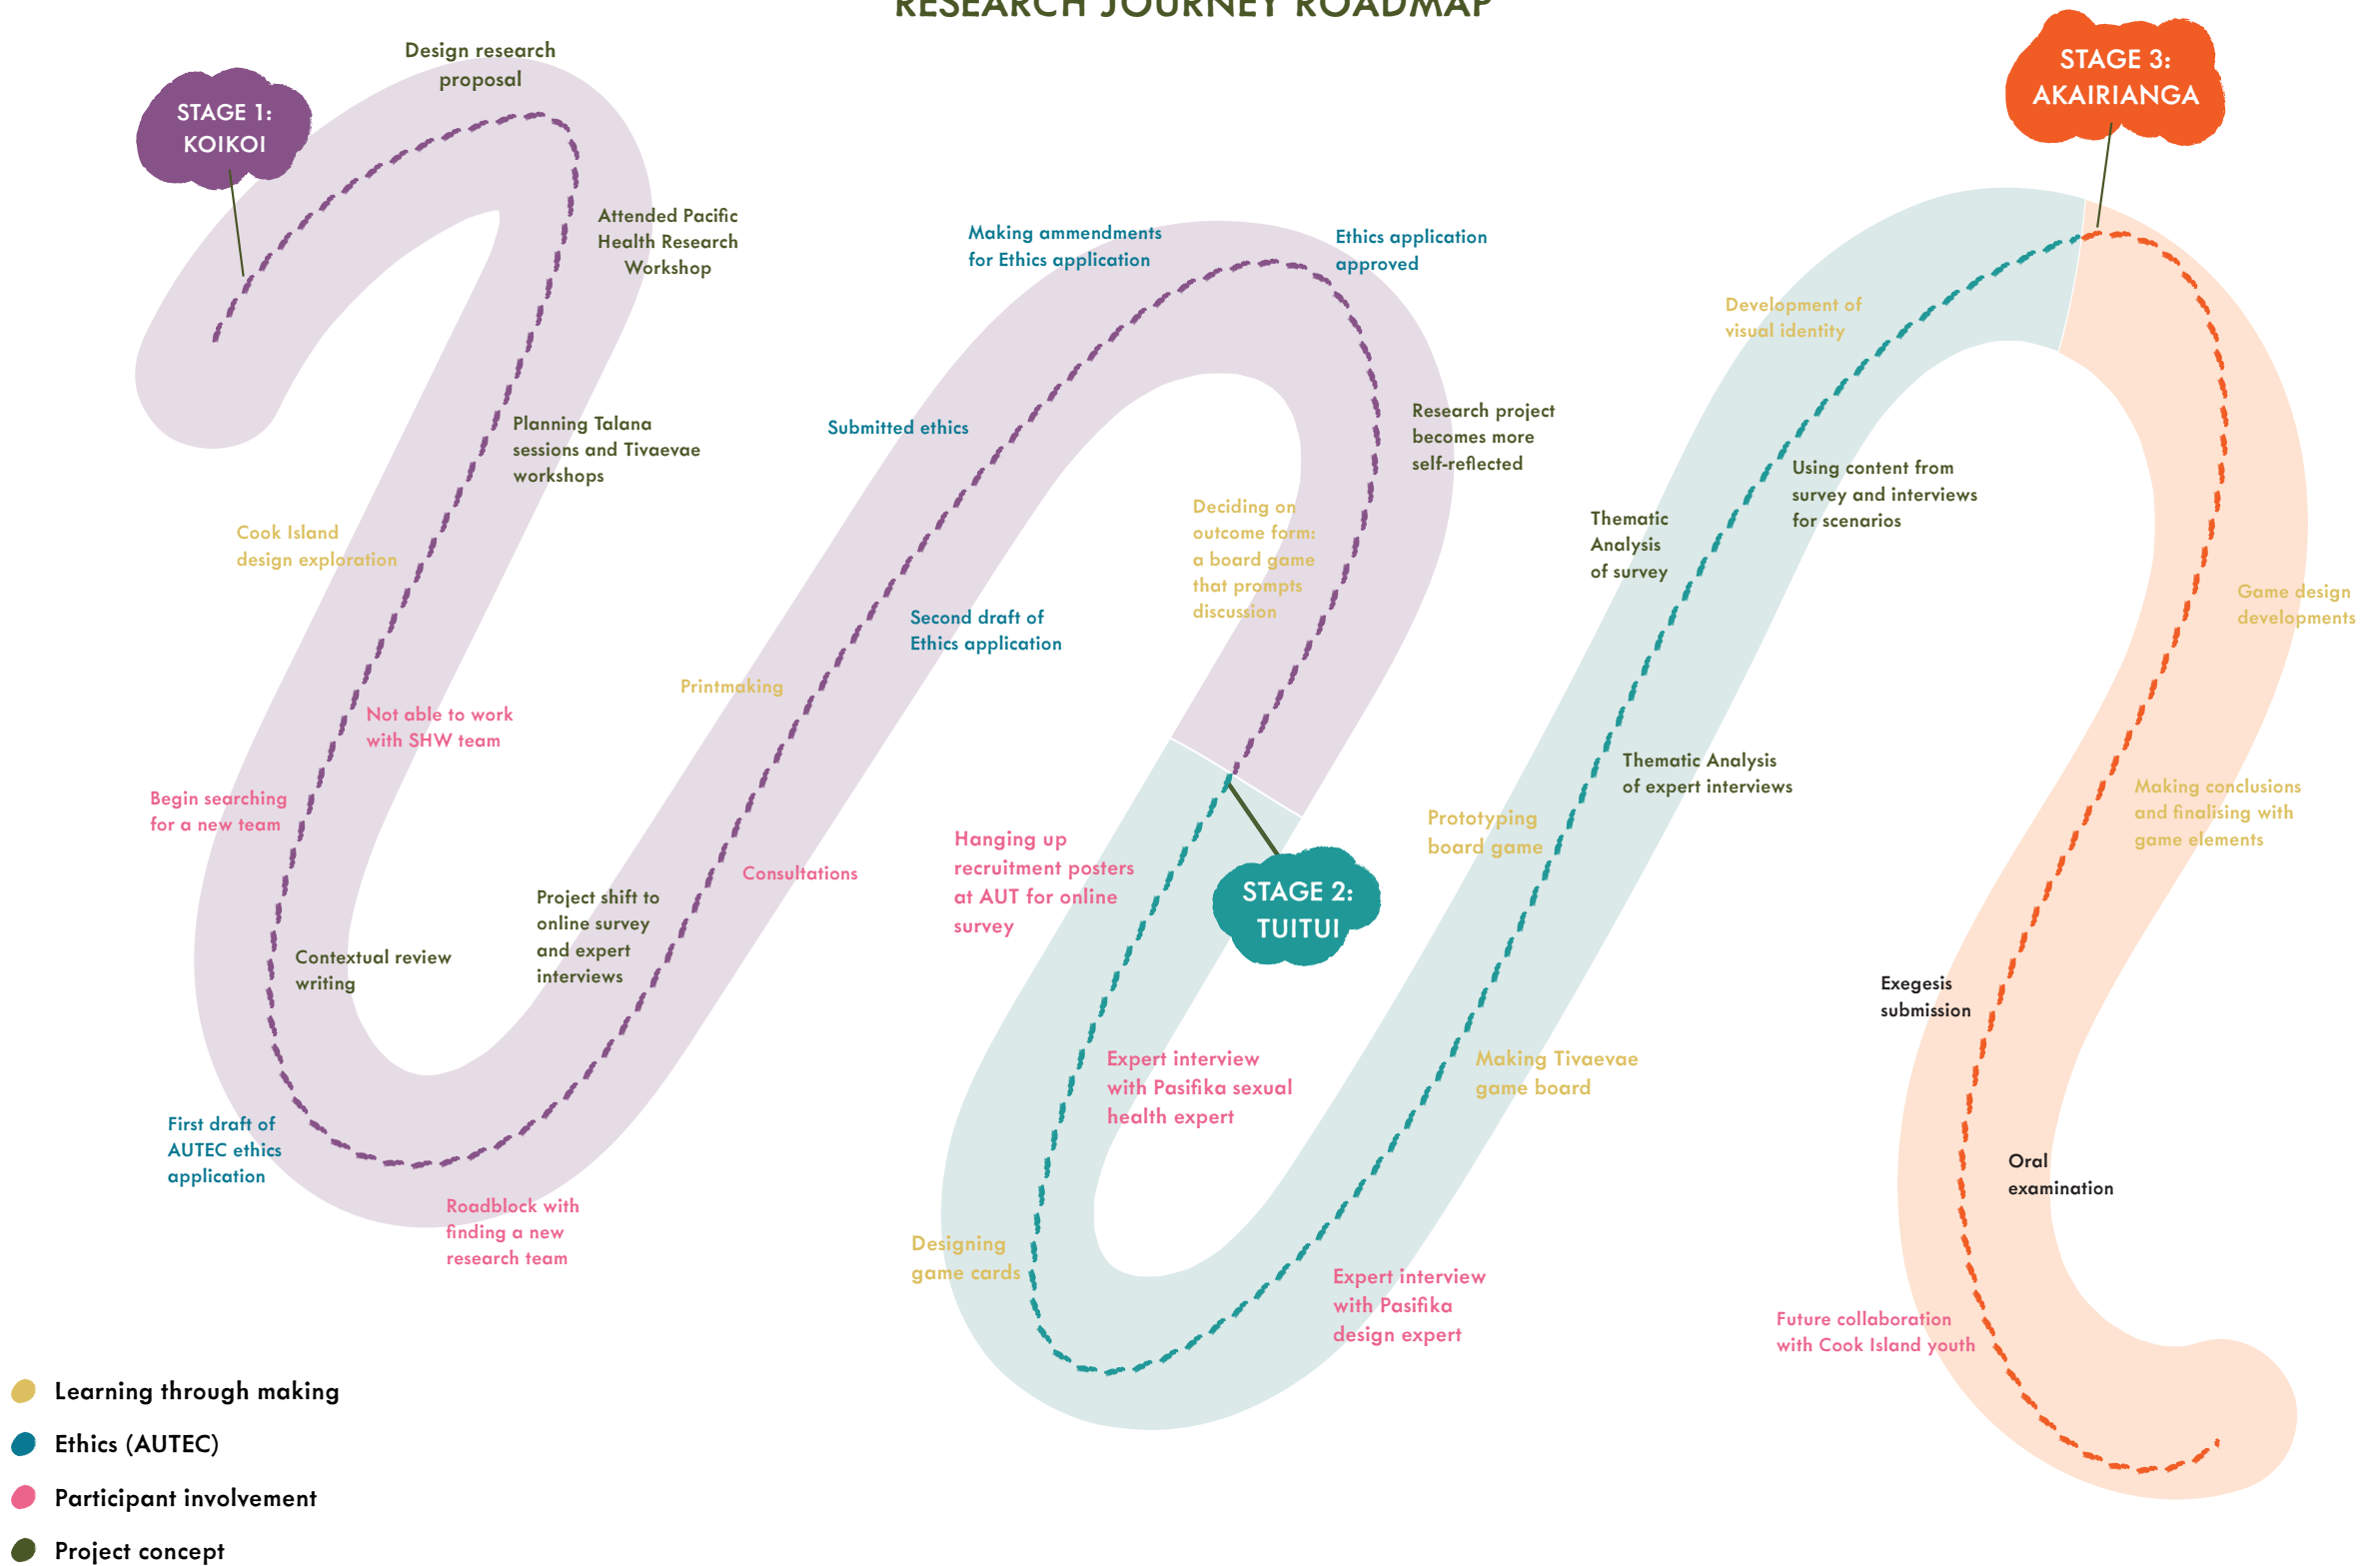 RESEARCH JOURNEY ROADMAP
STAGE 1:
KOIKOI
Design research
proposal
Attended Pacific
Health Research
Workshop
Planning Talana
sessions and Tivaevae
workshops
Cook Island
design exploration
Not able to work
with SHW team
Begin searching
for a new team
Contextual review
writing
First draft of
AUTEC ethics
application
Roadblock with
finding a new
research team
Project shift to
online survey
and expert
interviews
Consultations
Printmaking
Second draft of
Ethics application
Submitted ethics
Making ammendments
for Ethics application
Ethics application
approved
Research project
becomes more
self-reflected
Deciding on
outcome form:
a board game
that prompts
discussion
STAGE 2:
TUITUI
Hanging up
recruitment posters
at AUT for online
survey
Expert interview
with Pasifika sexual
health expert
Designing
game cards
Expert interview
with Pasifika
design expert
Making Tivaevae
game board
Prototyping
board game
Thematic Analysis
of expert interviews
Thematic
Analysis
of survey
Using content from
survey and interviews
for scenarios
Development of
visual identity
STAGE 3:
AKAIRIANGA
Game design
developments
Making conclusions
and finalising with
game elements
Exegesis
submission
Oral
examination
Future collaboration
with Cook Island youth
Learning through making
Ethics (AUTEC)
Participant involvement
Project concept